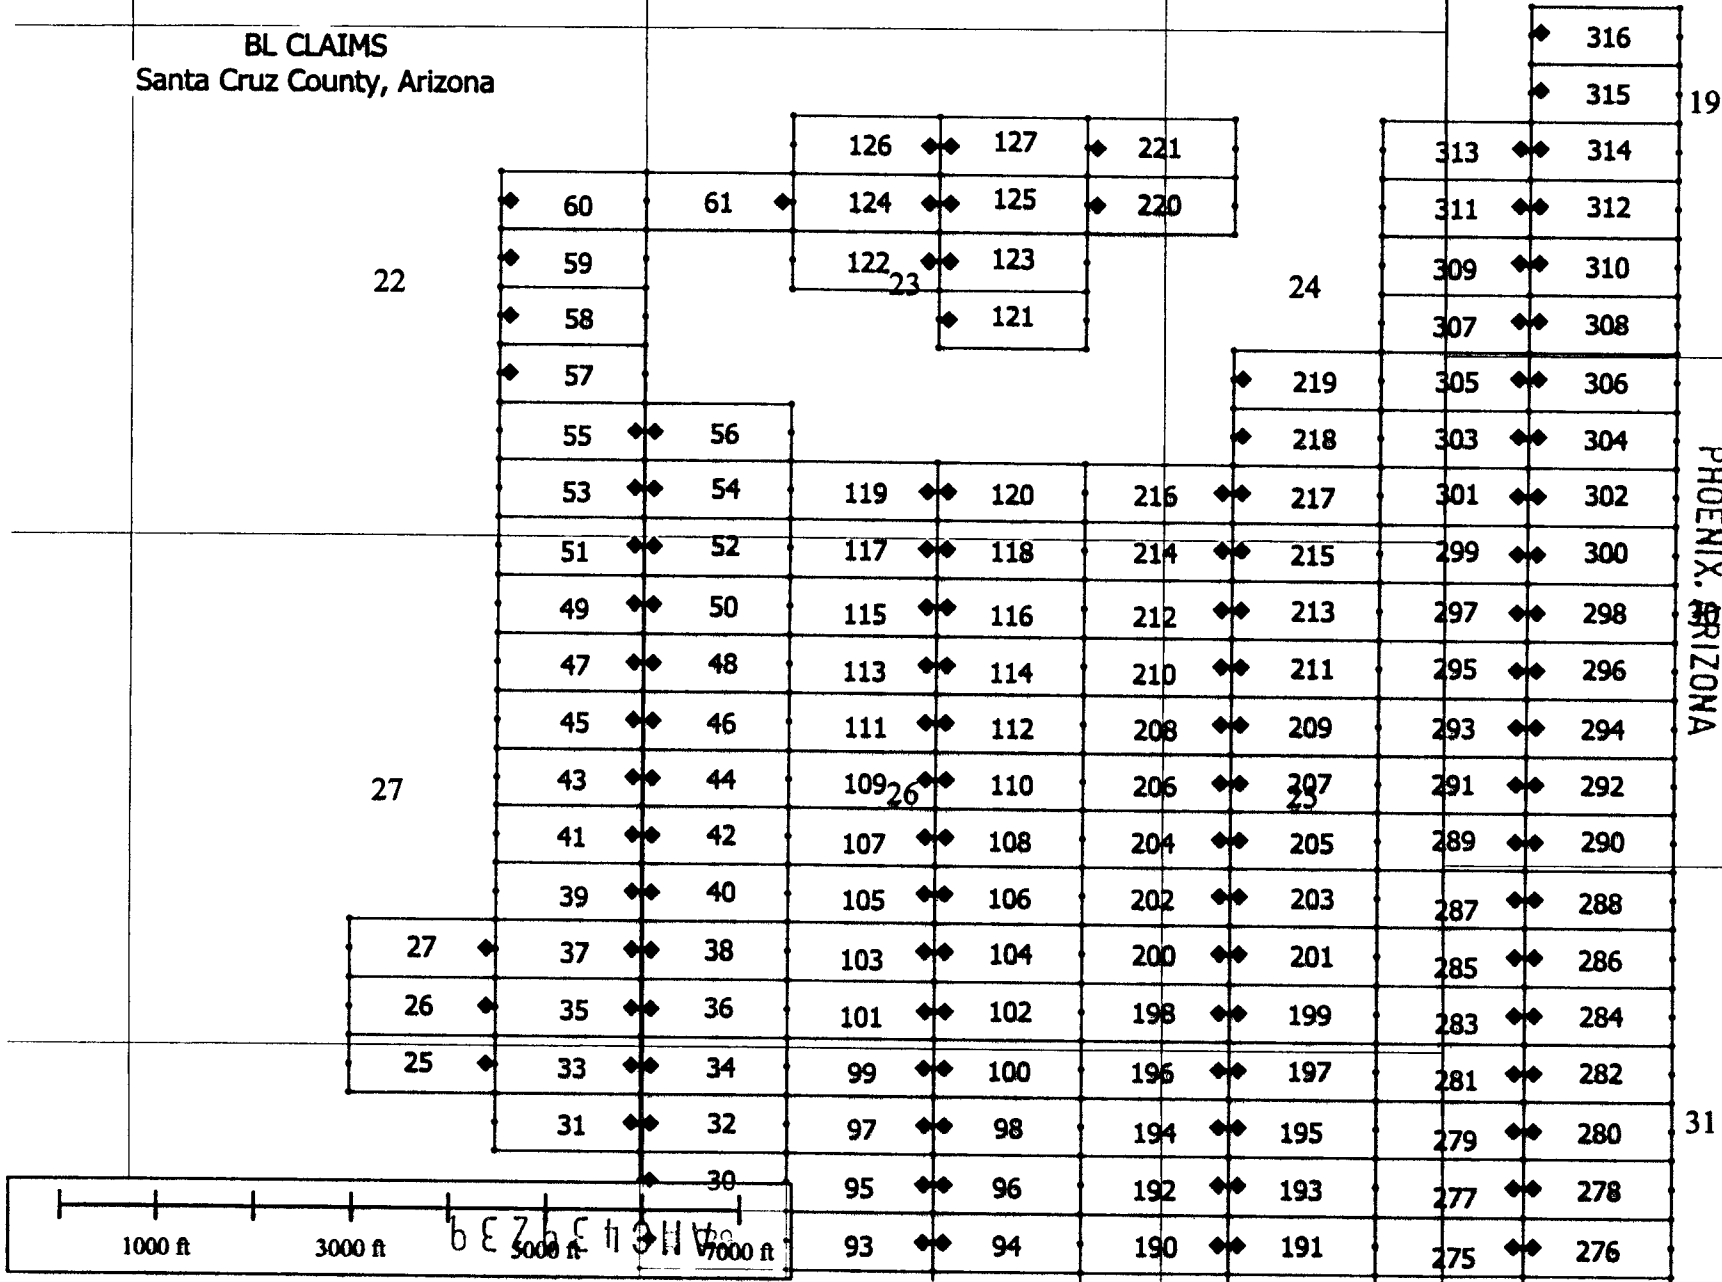 BL CLAIMS
Santa Cruz County, Arizona
316
315
19
126 127 221 313 314
60 61 124 125 220 311 312
22 59 122 23 123 24 309 310
58 121 307 308
57 219 305 306
55 56 218 303 304
53 54 119 120 216 217 301 302
51 52 117 118 214 215 299 300
49 50 115 116 212 213 297 298
47 48 113 114 210 211 295 296
45 46 111 112 208 209 293 294
27 43 44 109 26 110 206 207 25 291 292
41 42 107 108 204 205 289 290
39 40 105 106 202 203 287 288
27 37 38 103 104 200 201 285 286
26 35 36 101 102 198 199 283 284
25 33 34 99 100 196 197 281 282
31 32 97 98 194 195 279 280 31
30 95 96 192 193 277 278
93 94 190 191 275 276
1000 ft 3000 ft 5000 ft 7000 ft
PHOENIX, ARIZONA